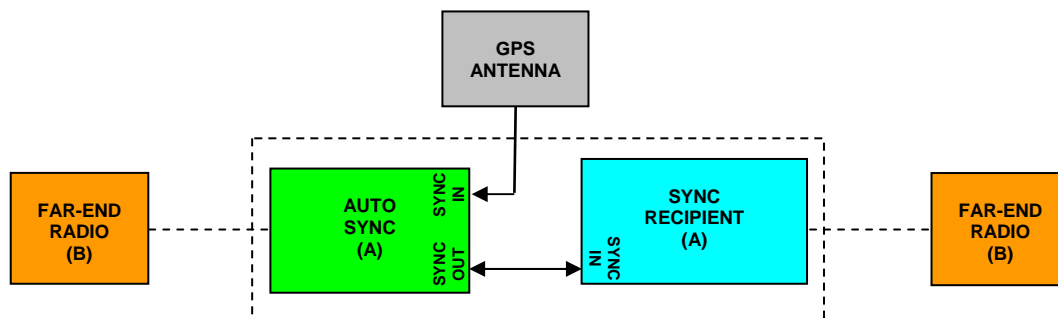 GPS
ANTENNA
FAR-END
RADIO
(B)
AUTO
SYNC
(A)
SYNC
IN
SYNC
OUT
SYNC
IN
SYNC
RECIPIENT
(A)
FAR-END
RADIO
(B)